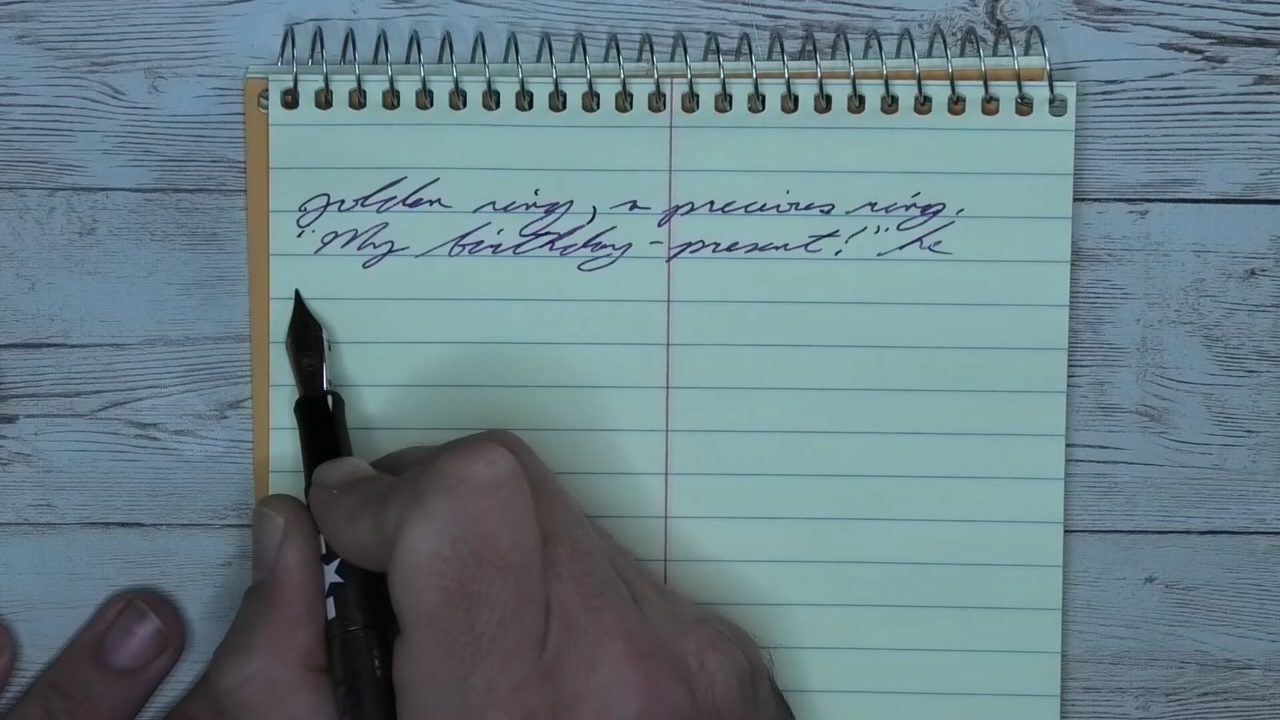 golden ring, a precious ring.
"My birthday-present!" he